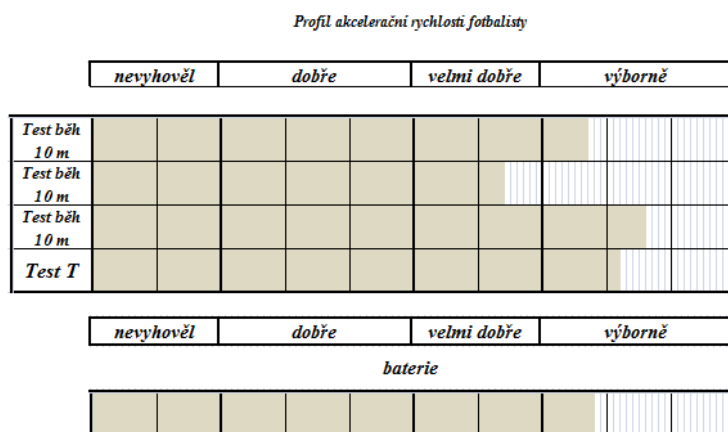 Profil akcelerační rychlosti fotbalisty
nevyhověl dobře velmi dobře výborně
Test běh
10 m
Test běh
10 m
Test běh
10 m
Test T
nevyhověl dobře velmi dobře výborně
baterie